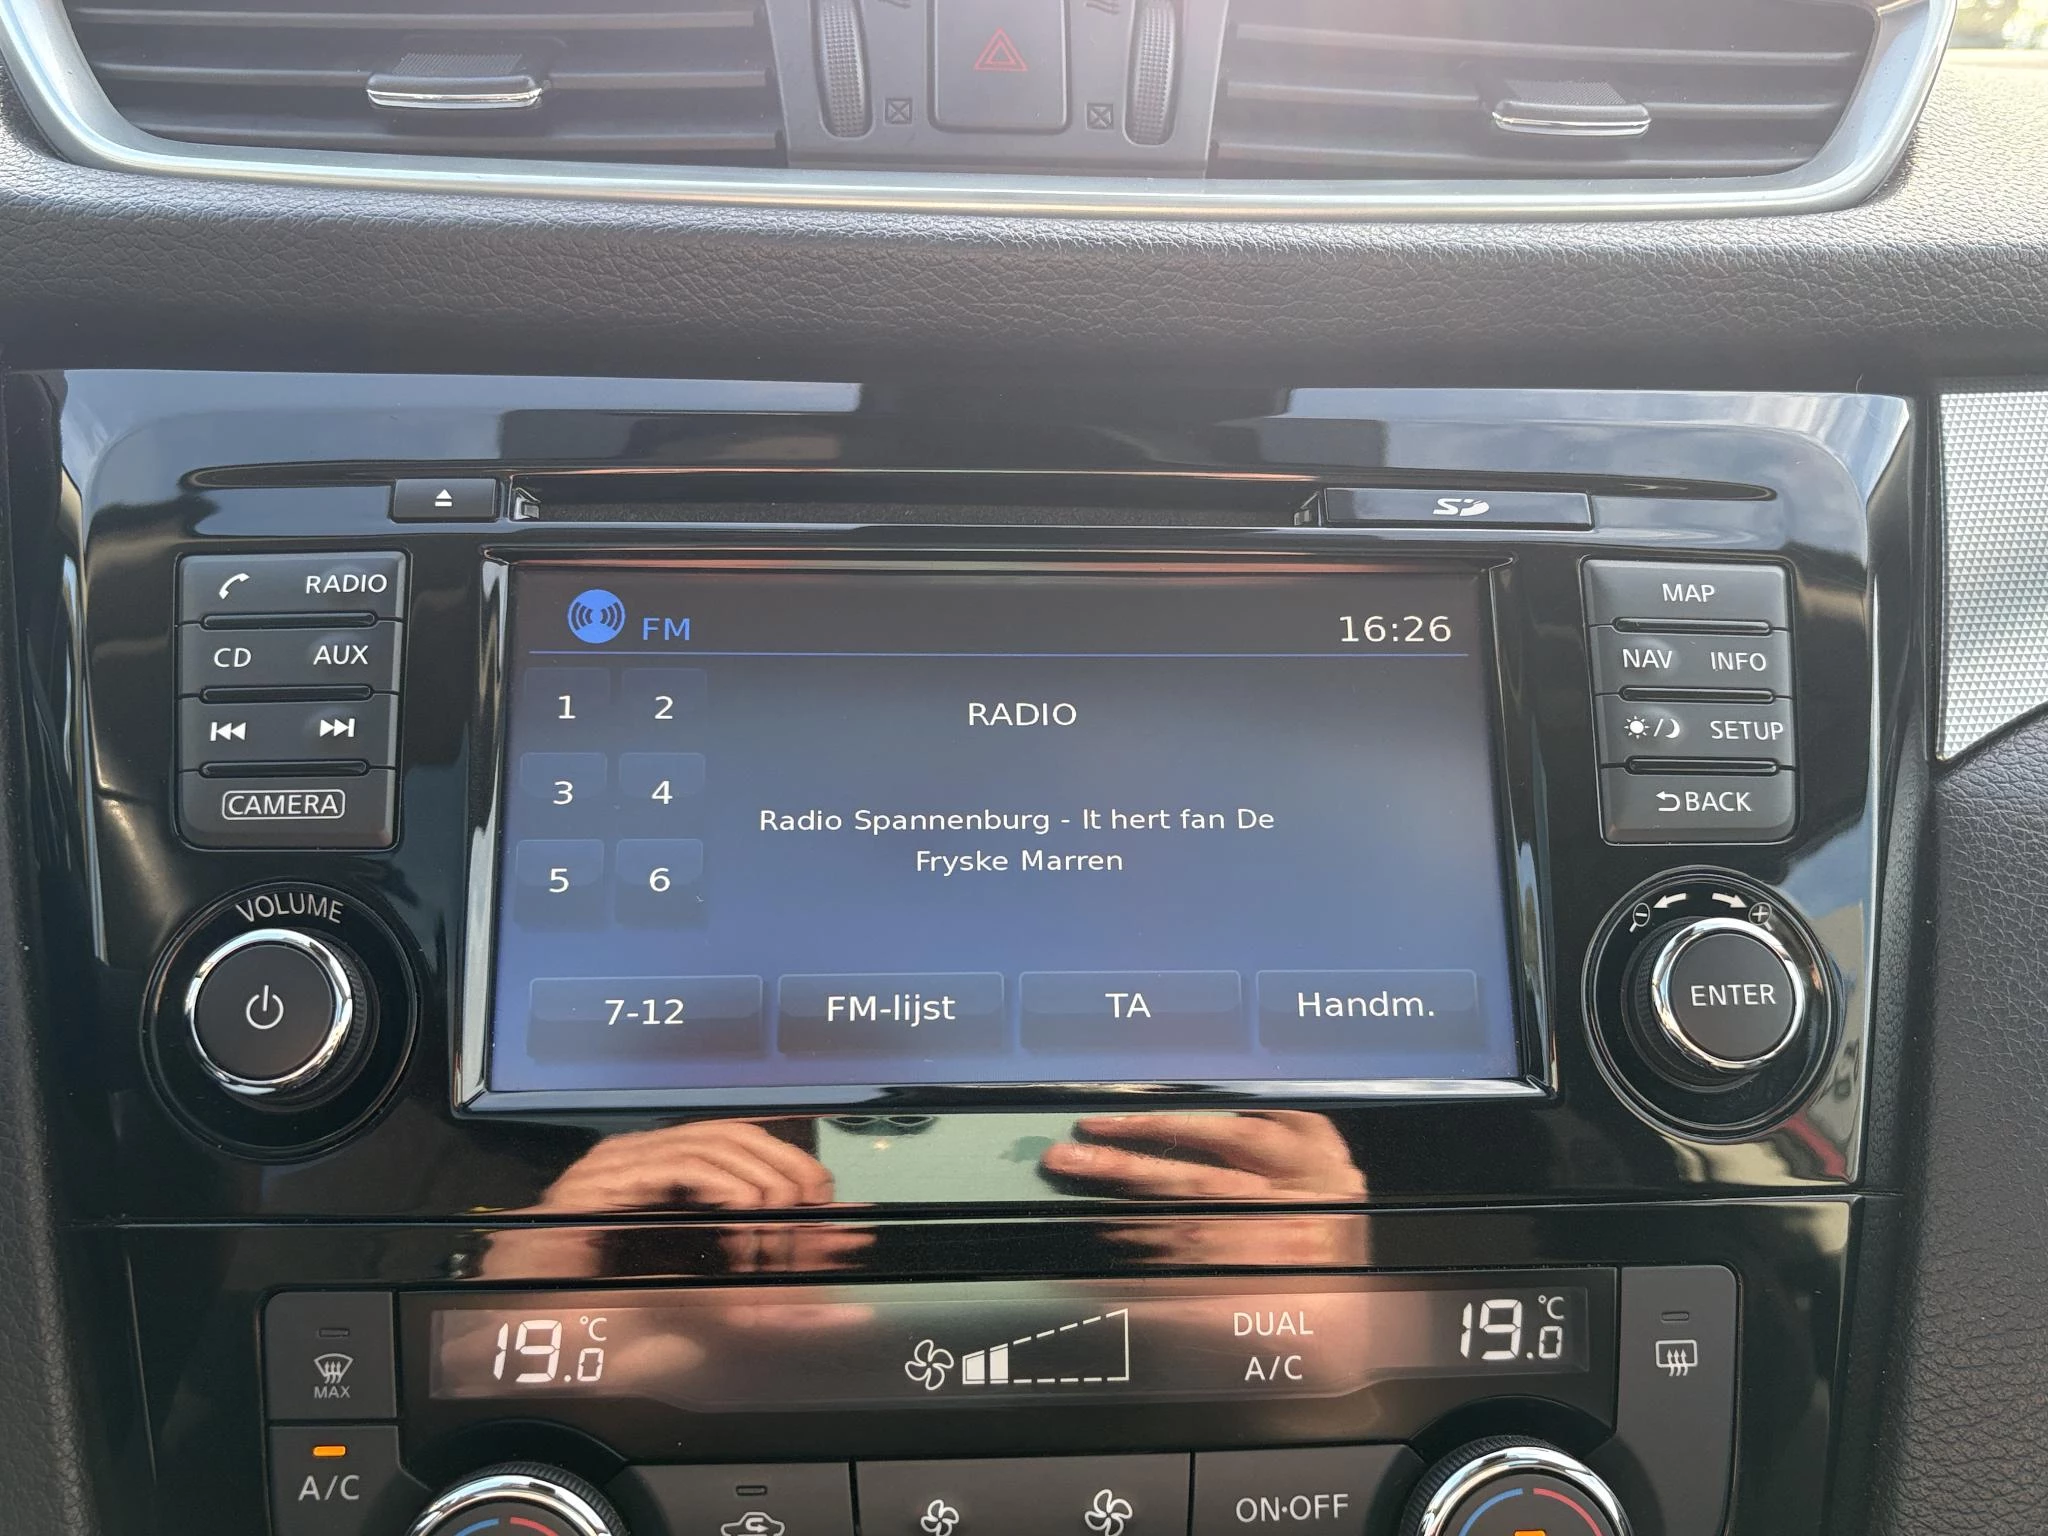 SD
RADIO
CD AUX
CAMERA
VOLUME
FM 16:26
1 2
3 4
5 6
RADIO
Radio Spannenburg - It hert fan De
Fryske Marren
7-12 FM-lijst TA Handm.
MAP
NAV INFO
SETUP
BACK
ENTER
MAX
19.0 °C
DUAL
A/C
19.0 °C
A/C
ON·OFF